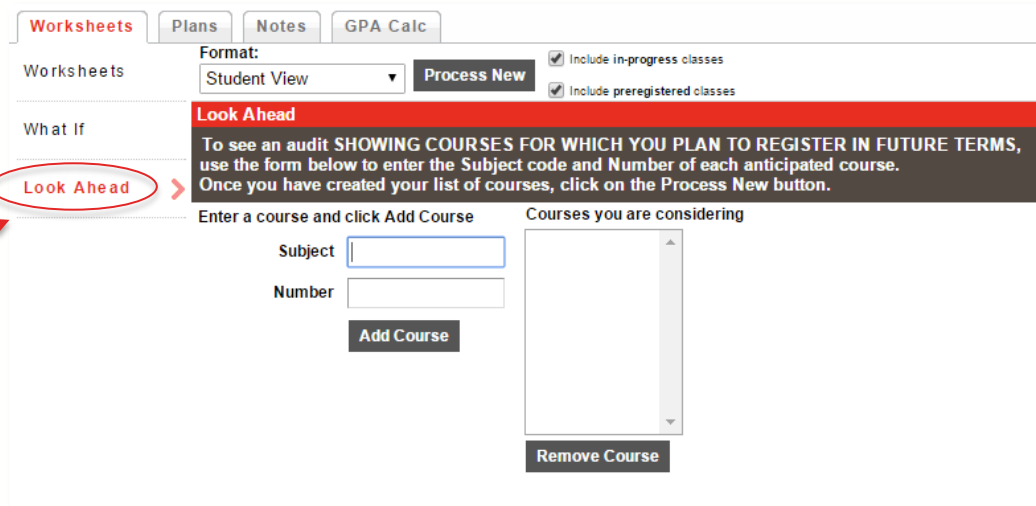 Worksheets Plans Notes GPA Calc
Worksheets
What If
Look Ahead
Format:
Student View
Process New
Include in-progress classes
Include preregistered classes
Look Ahead
To see an audit SHOWING COURSES FOR WHICH YOU PLAN TO REGISTER IN FUTURE TERMS,
use the form below to enter the Subject code and Number of each anticipated course.
Once you have created your list of courses, click on the Process New button.
Enter a course and click Add Course
Subject
Number
Add Course
Courses you are considering
Remove Course